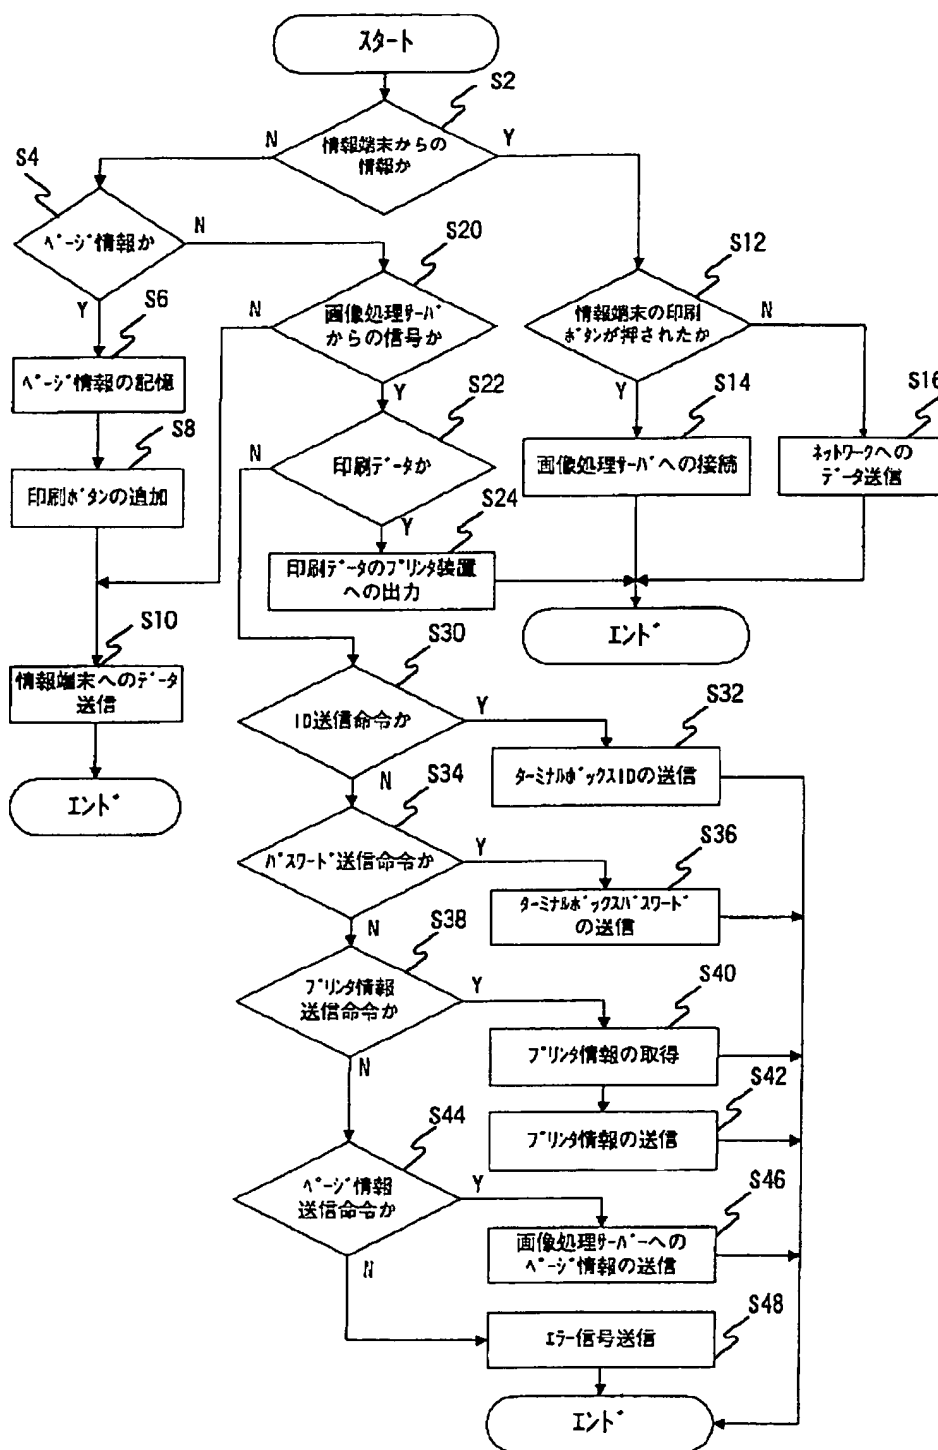 スタート
S2
情報端末からの
情報か
N
Y
S4
ページ情報か
N
Y
S20
画像処理サーバ
からの信号か
N
Y
S12
情報端末の印刷
ボタンが押されたか
N
Y
S6
ページ情報の記憶
S22
印刷データか
N
Y
S14
画像処理サーバへの接続
S16
ネットワークへの
データ送信
S8
印刷ボタンの追加
S24
印刷データのプリンタ装置
への出力
エンド
S10
情報端末へのデータ
送信
エンド
S30
ID送信命令か
Y
N
S32
ターミナルボックスIDの送信
S34
パスワード送信命令か
Y
N
S36
ターミナルボックスパスワード
の送信
S38
プリンタ情報
送信命令か
Y
N
S40
プリンタ情報の取得
S42
プリンタ情報の送信
S44
ページ情報
送信命令か
Y
N
S46
画像処理サーバーへの
ページ情報の送信
S48
エラー信号送信
エンド